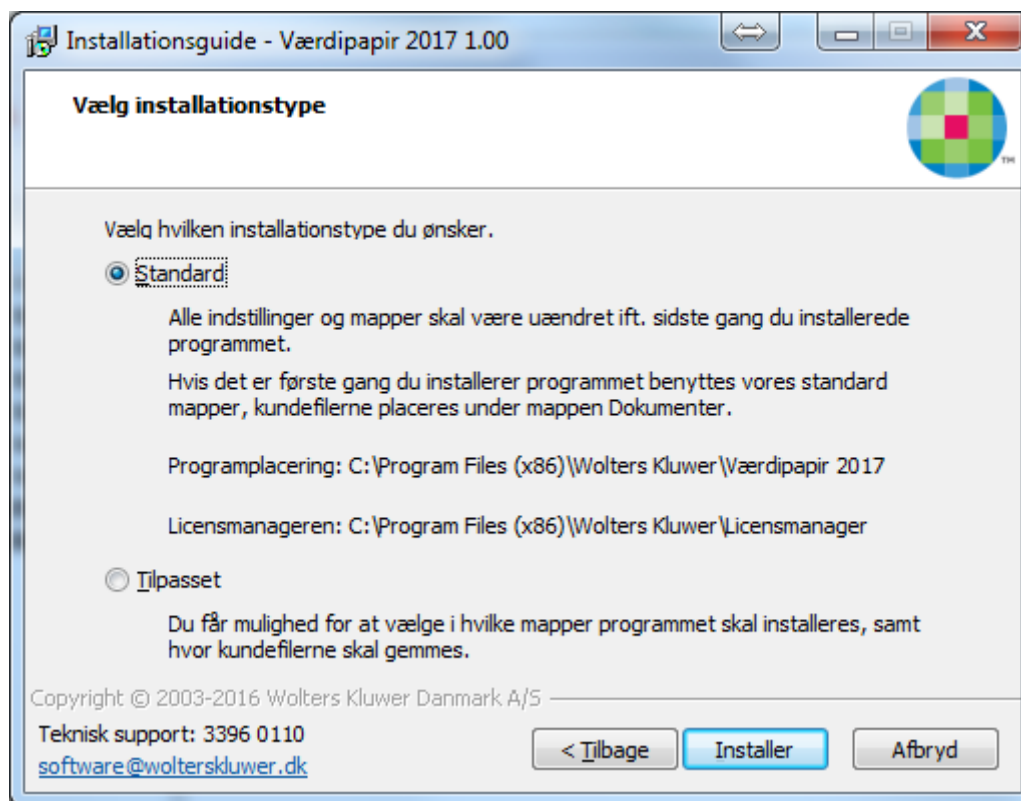 Installationsguide - Værdipapir 2017 1.00
Vælg installationstype
TM
Vælg hvilken installationstype du ønsker.
Standard
Alle indstillinger og mapper skal være uændret ift. sidste gang du installerede
programmet.
Hvis det er første gang du installerer programmet benyttes vores standard
mapper, kundefilerne placeres under mappen Dokumenter.
Programplacering: C:\Program Files (x86)\Wolters Kluwer\Værdipapir 2017
Licensmanageren: C:\Program Files (x86)\Wolters Kluwer\Licensmanager
Tilpasset
Du får mulighed for at vælge i hvilke mapper programmet skal installeres, samt
hvor kundefilerne skal gemmes.
Copyright © 2003-2016 Wolters Kluwer Danmark A/S
Teknisk support: 3396 0110
software@wolterskluwer.dk
< Tilbage
Installer
Afbryd